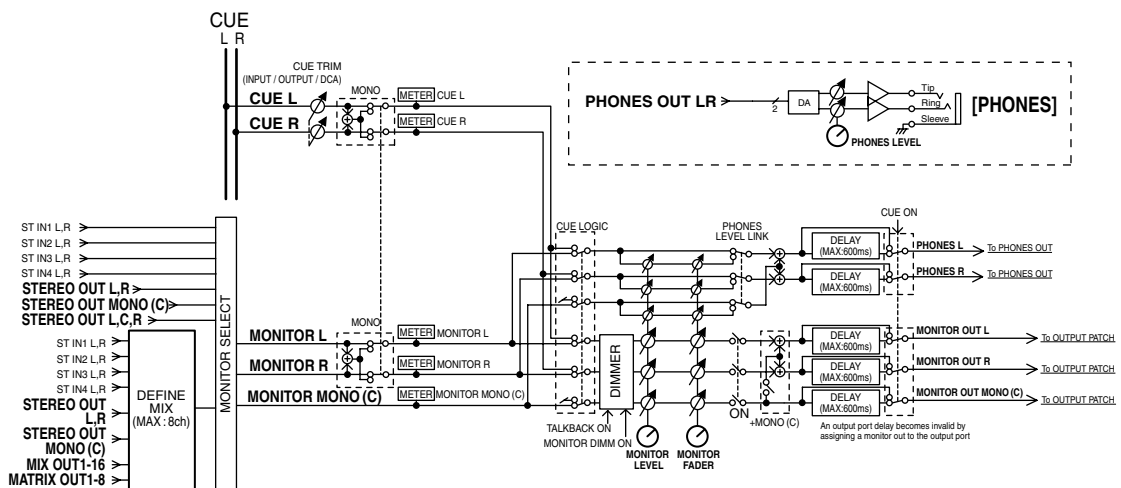 CUE
L R
CUE TRIM
(INPUT / OUTPUT / DCA)
MONO
CUE L
METER CUE L
CUE R
METER CUE R
PHONES OUT LR
2
DA
Tip
Ring
Sleeve
[PHONES]
PHONES LEVEL
ST IN1 L,R
ST IN2 L,R
ST IN3 L,R
ST IN4 L,R
STEREO OUT L,R
STEREO OUT MONO (C)
STEREO OUT L,C,R
ST IN1 L,R
ST IN2 L,R
ST IN3 L,R
ST IN4 L,R
STEREO OUT
L,R
STEREO OUT
MONO (C)
MIX OUT1-16
MATRIX OUT1-8
DEFINE
MIX
(MAX : 8ch)
MONITOR SELECT
MONO
MONITOR L
METER MONITOR L
MONITOR R
METER MONITOR R
MONITOR MONO (C)
METER MONITOR MONO (C)
CUE LOGIC
DIMMER
TALKBACK ON
MONITOR DIMM ON
MONITOR
LEVEL
MONITOR
FADER
PHONES
LEVEL LINK
ON
+MONO (C)
CUE ON
DELAY
(MAX:600ms)
PHONES L
To PHONES OUT
DELAY
(MAX:600ms)
PHONES R
To PHONES OUT
DELAY
(MAX:600ms)
MONITOR OUT L
To OUTPUT PATCH
DELAY
(MAX:600ms)
MONITOR OUT R
To OUTPUT PATCH
DELAY
(MAX:600ms)
MONITOR OUT MONO (C)
To OUTPUT PATCH
An output port delay becomes invalid by
assigning a monitor out to the output port